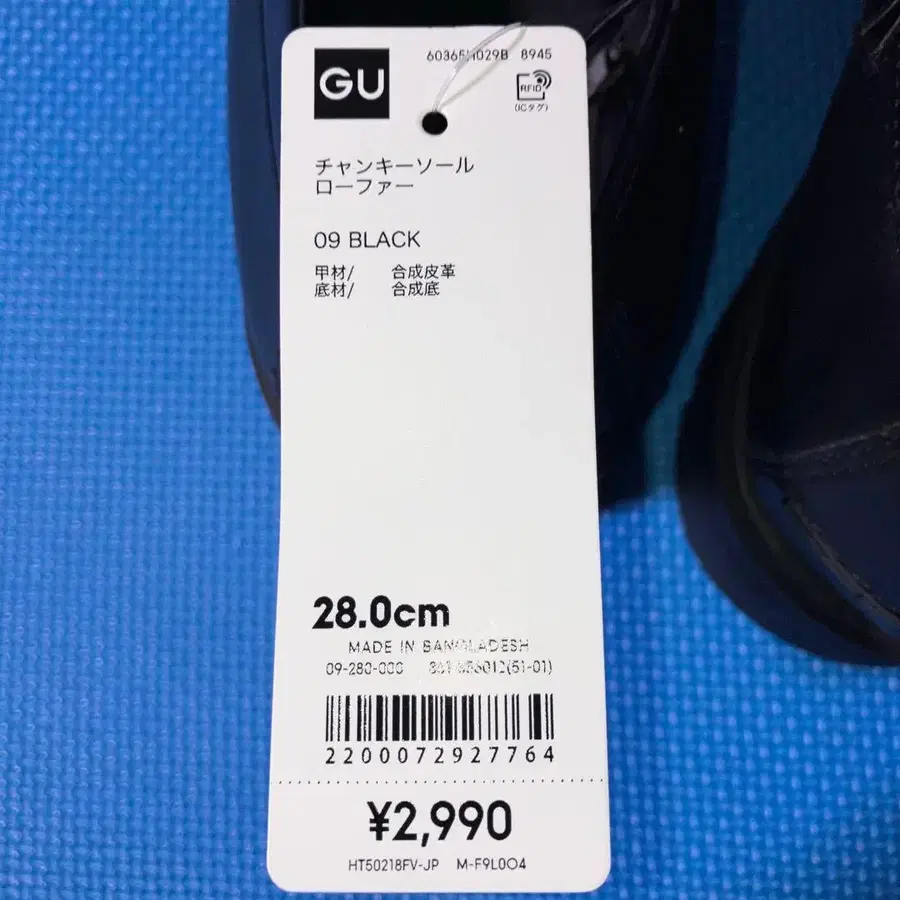 GU
60365H029B 8945
RFID
(ICタグ)
チャンキーソール
ローファー
09 BLACK
甲材/ 合成皮革
底材/ 合成底
28.0cm
MADE IN BANGLADESH
09-280-000
2200072927764
¥2,990
HT50218FV-JP M-F9L0O4